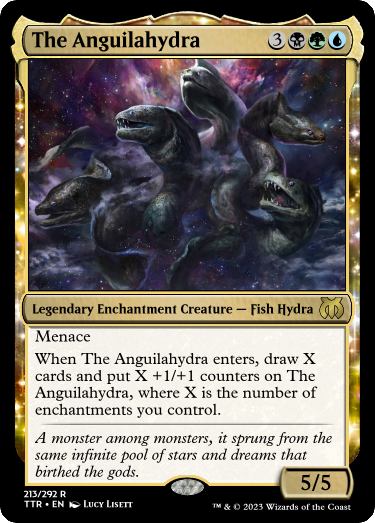 The Anguilahydra 3
Legendary Enchantment Creature — Fish Hydra
Menace
When The Anguilahydra enters, draw X
cards and put X +1/+1 counters on The
Anguilahydra, where X is the number of
enchantments you control.
A monster among monsters, it sprung from the
same infinite pool of stars and dreams that
birthed the gods.
5/5
213/292 R
TTR • EN Lucy Lisett
™ & © 2023 Wizards of the Coast